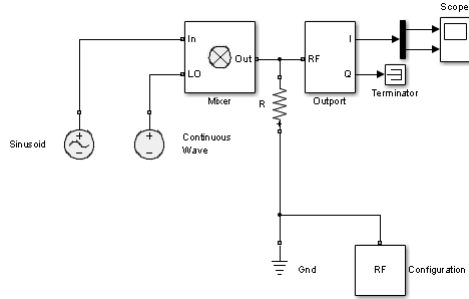 Scope
In
Out
LO
Mixer
RF
I
Q
Outport
Terminator
R
Sinusoid
Continuous
Wave
Gnd
RF
Configuration